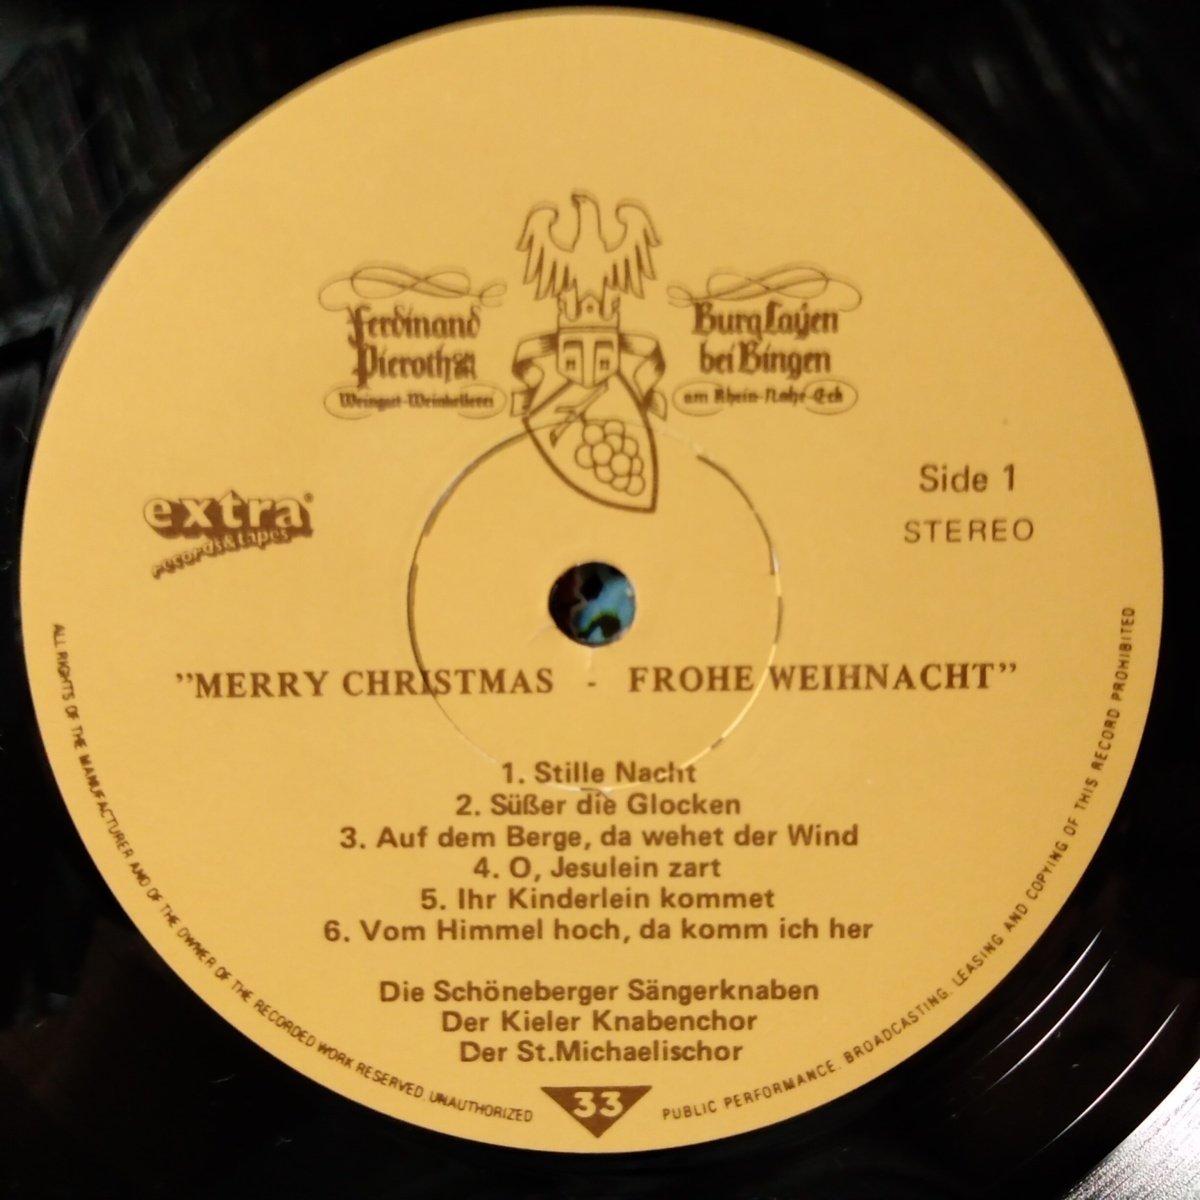 Ferdinand
Pieroth
Weingut-Weinkellerei
Burg Layen
bei Bingen
am Rhein-Nahe-Eck
extra®
records & tapes
Side 1
STEREO
"MERRY CHRISTMAS - FROHE WEIHNACHT"
1. Stille Nacht
2. Süßer die Glocken
3. Auf dem Berge, da wehet der Wind
4. O, Jesulein zart
5. Ihr Kinderlein kommet
6. Vom Himmel hoch, da komm ich her
Die Schöneberger Sängerknaben
Der Kieler Knabenchor
Der St.Michaelischor
33
ALL RIGHTS OF THE MANUFACTURER AND OF THE OWNER OF THE RECORDED WORK RESERVED. UNAUTHORIZED PUBLIC PERFORMANCE. BROADCASTING. LEASING AND COPYING OF THIS RECORD PROHIBITED